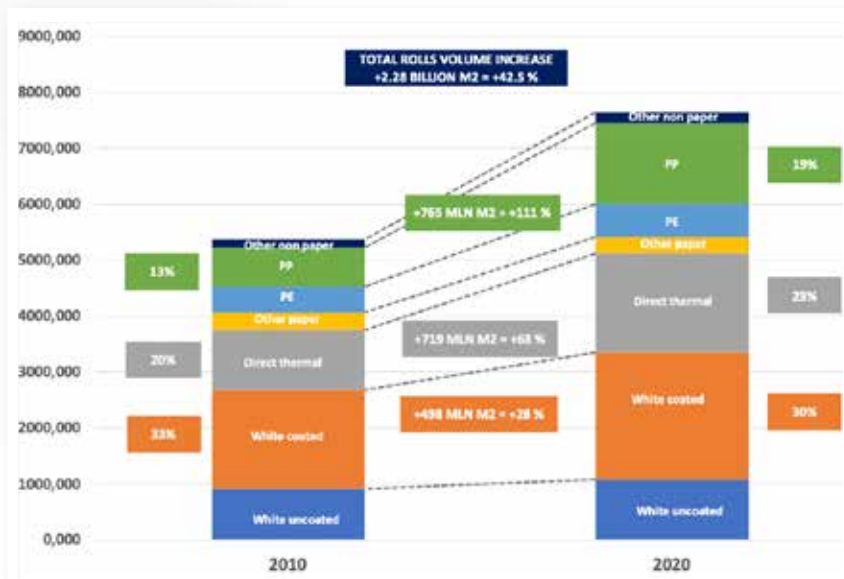 9000,000
8000,000
7000,000
6000,000
5000,000
4000,000
3000,000
2000,000
1000,000
0,000
TOTAL ROLLS VOLUME INCREASE
+2.28 BILLION M2 = +42.5 %
+765 MLN M2 = +111 %
+719 MLN M2 = +68 %
+498 MLN M2 = +28 %
13%
20%
33%
Other non paper
PP
PE
Other paper
Direct thermal
White coated
White uncoated
2010
Other non paper
PP
PE
Other paper
Direct thermal
White coated
White uncoated
2020
19%
23%
30%